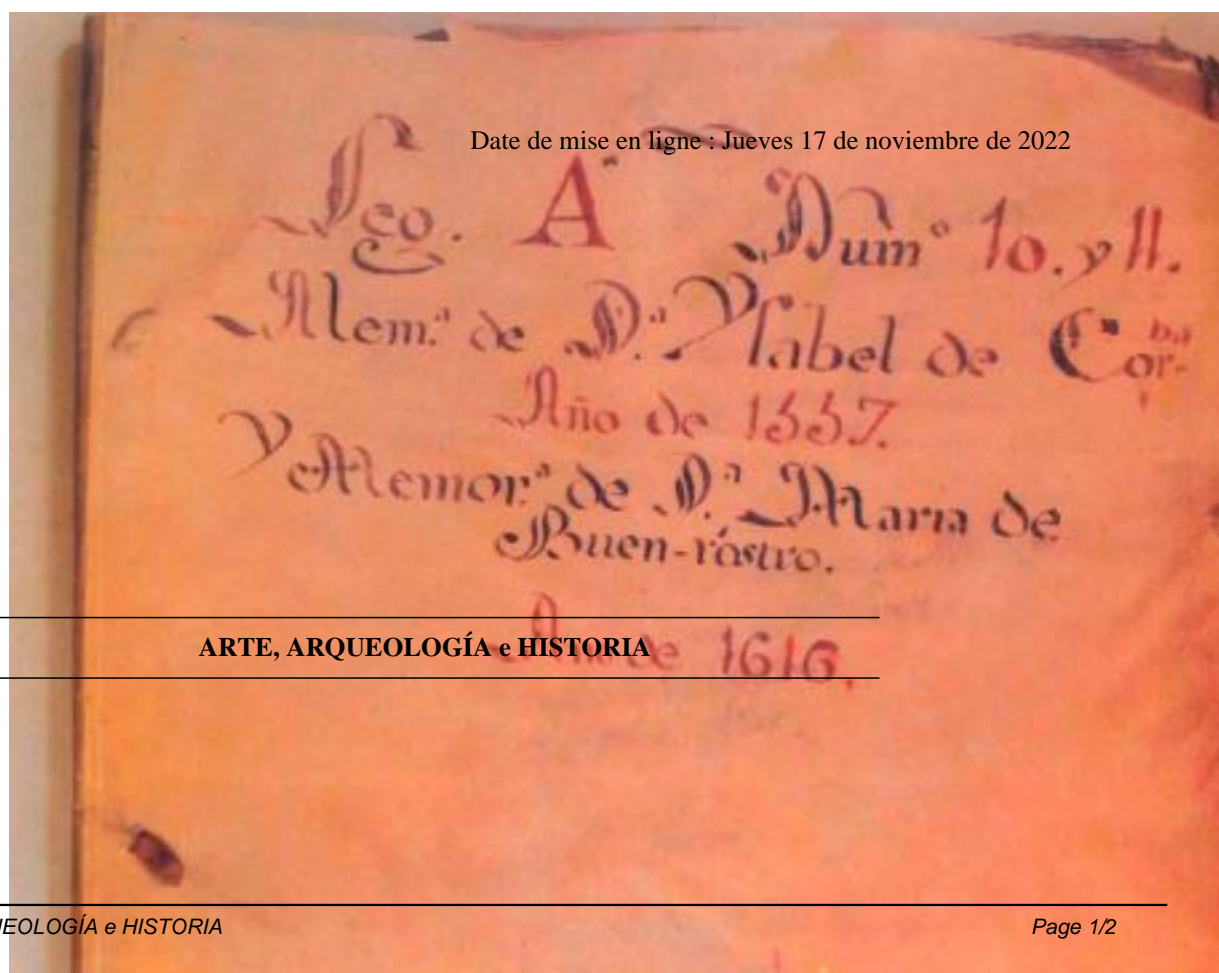 Date de mise en ligne : Jueves 17 de noviembre de 2022
Leg. A Num° 10. y 11.
Mem.ª de D.ª Ysabel de Cor-ba
Año de 1557.
Y Memor.ª de D.ª Maria de
Buen-rostro.
Año de 1616.
ARTE, ARQUEOLOGÍA e HISTORIA
EOLOGÍA e HISTORIA Page 1/2